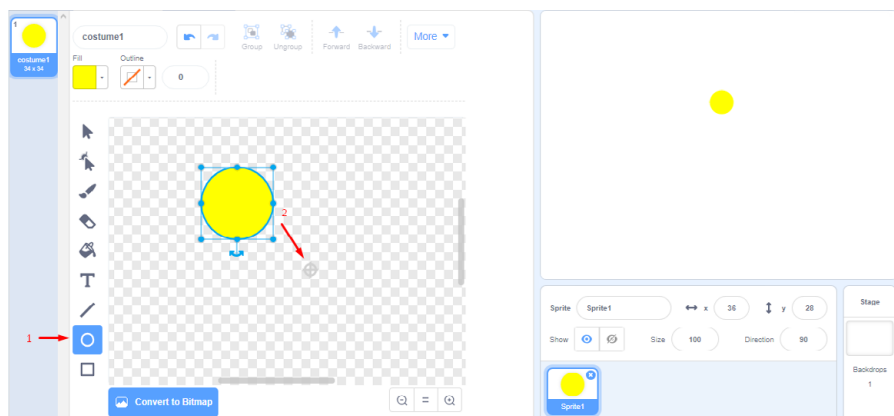 1
costume1
34 x 34
costume1
Group
Ungroup
Forward
Backward
More
Fill
Outline
0
T
1
2
Convert to Bitmap
=
Sprite
Sprite1
x
36
y
28
Show
Size
100
Direction
90
Sprite1
Stage
Backdrops
1